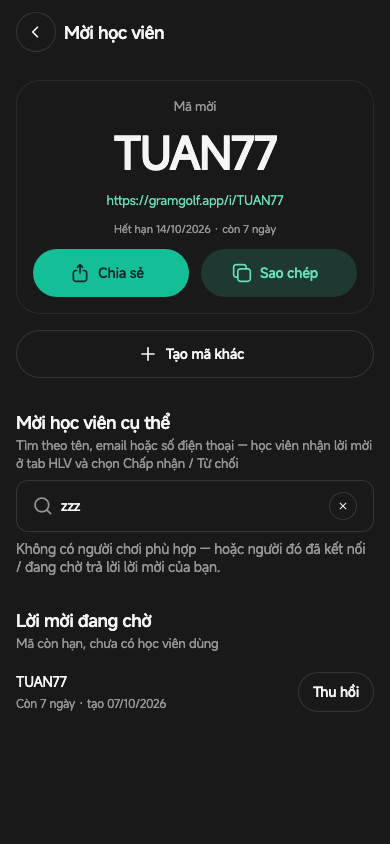 Mời học viên
Mã mời
TUAN77
https://gramgolf.app/i/TUAN77
Hết hạn 14/10/2026 · còn 7 ngày
Chia sẻ
Sao chép
Tạo mã khác
Mời học viên cụ thể
Tìm theo tên, email hoặc số điện thoại — học viên nhận lời mời
ở tab HLV và chọn Chấp nhận / Từ chối
zzz
Không có người chơi phù hợp — hoặc người đó đã kết nối
/ đang chờ trả lời lời mời của bạn.
Lời mời đang chờ
Mã còn hạn, chưa có học viên dùng
TUAN77
Thu hồi
Còn 7 ngày · tạo 07/10/2026